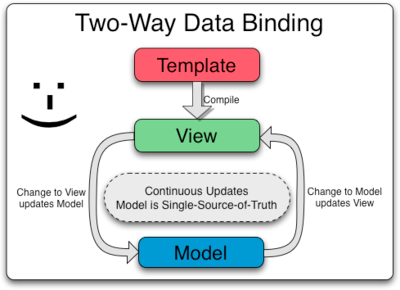 Two-Way Data Binding
Template
Compile
View
Change to View
updates Model
Continuous Updates
Model is Single-Source-of-Truth
Change to Model
updates View
Model